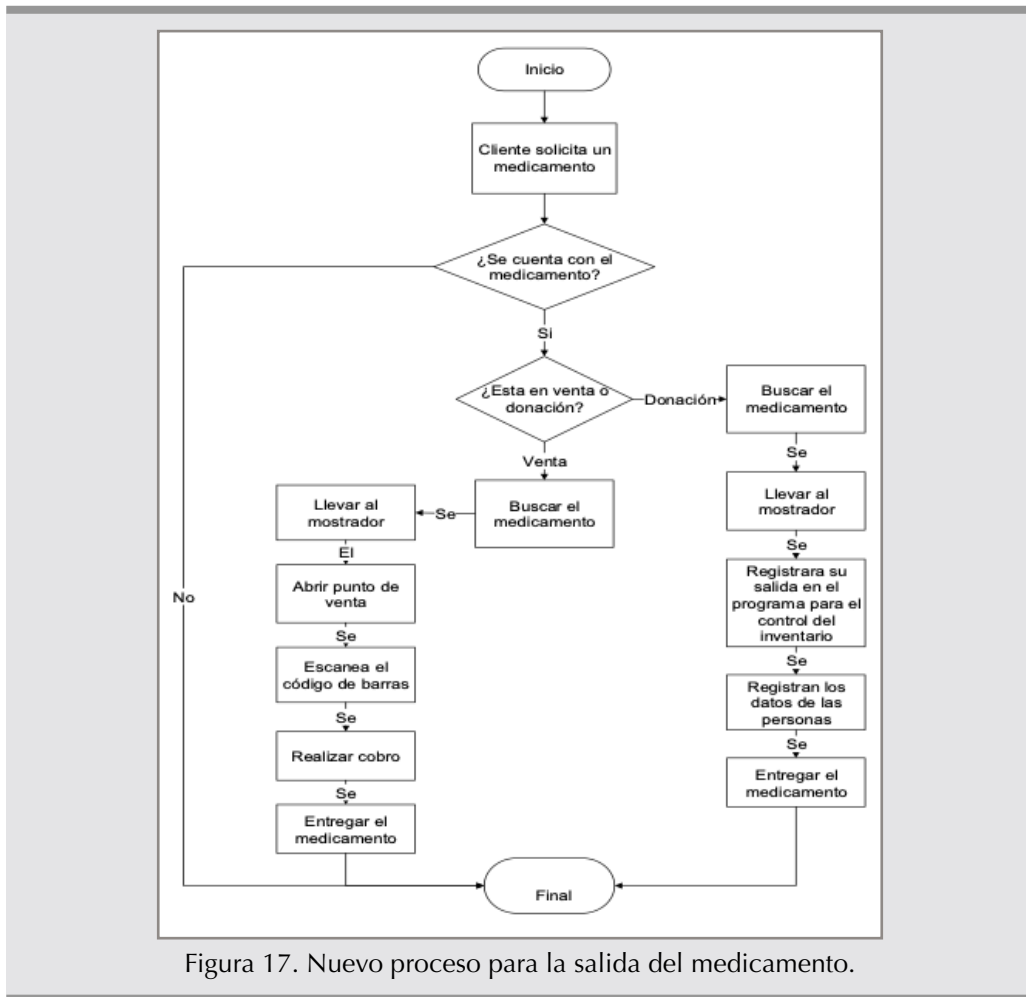 Inicio
Cliente solicita un
medicamento
¿Se cuenta con el
medicamento?
Si
¿Esta en venta o
donación?
Donación
Buscar el
medicamento
Se
Llevar al
mostrador
Se
Registrara su
salida en el
programa para el
control del
inventario
Se
Registran los
datos de las
personas
Se
Entregar el
medicamento
Venta
Buscar el
medicamento
Se
Llevar al
mostrador
El
Abrir punto de
venta
Se
Escanea el
código de barras
Se
Realizar cobro
Se
Entregar el
medicamento
No
Final
Figura 17. Nuevo proceso para la salida del medicamento.